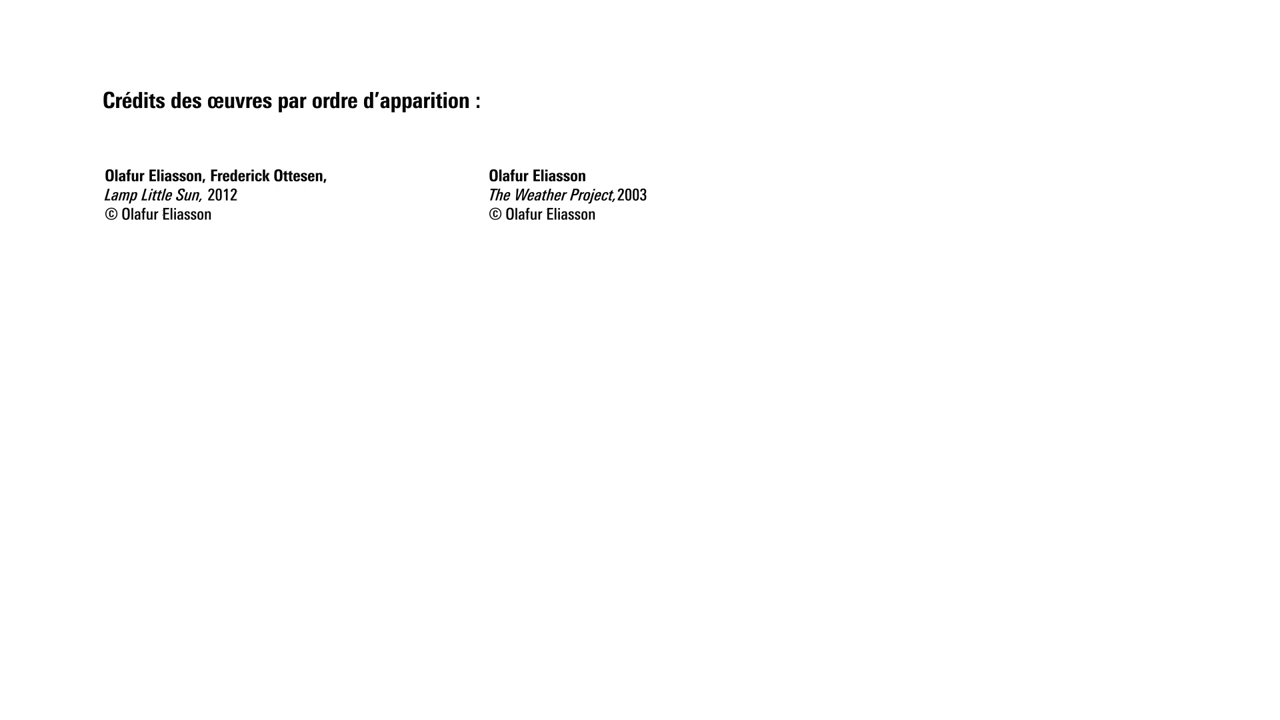 Crédits des œuvres par ordre d’apparition :
Olafur Eliasson, Frederick Ottesen,
Lamp Little Sun, 2012
© Olafur Eliasson
Olafur Eliasson
The Weather Project,2003
© Olafur Eliasson